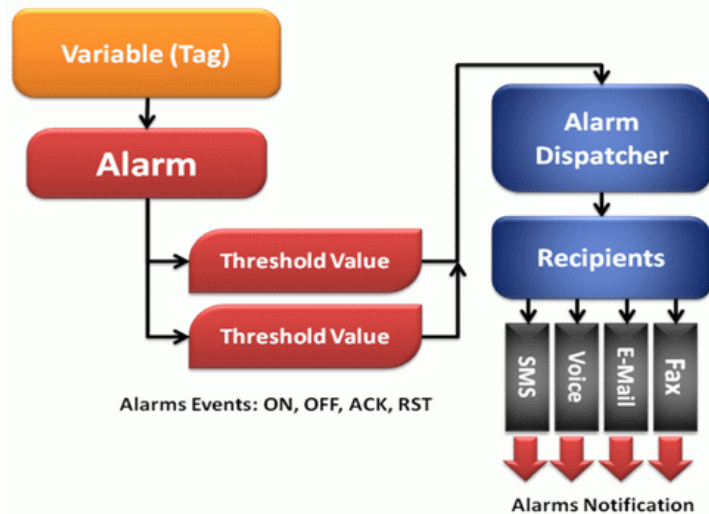 Variable (Tag)
Alarm
Threshold Value
Threshold Value
Alarms Events: ON, OFF, ACK, RST
Alarm
Dispatcher
Recipients
SMS
Voice
E-Mail
Fax
Alarms Notification